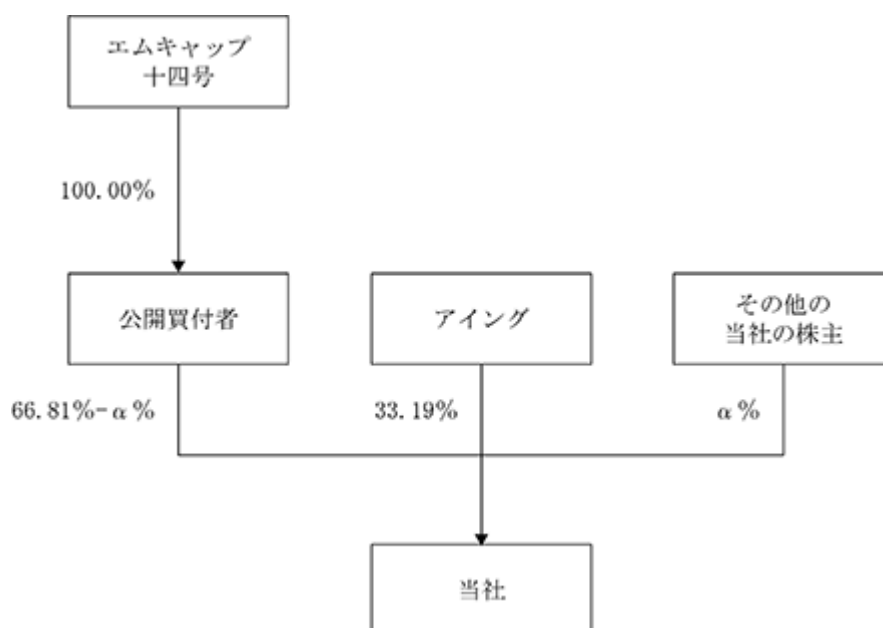 エムキャップ
十四号
100.00%
公開買付者
アイング
その他の
当社の株主
66.81%-α%
33.19%
α%
当社